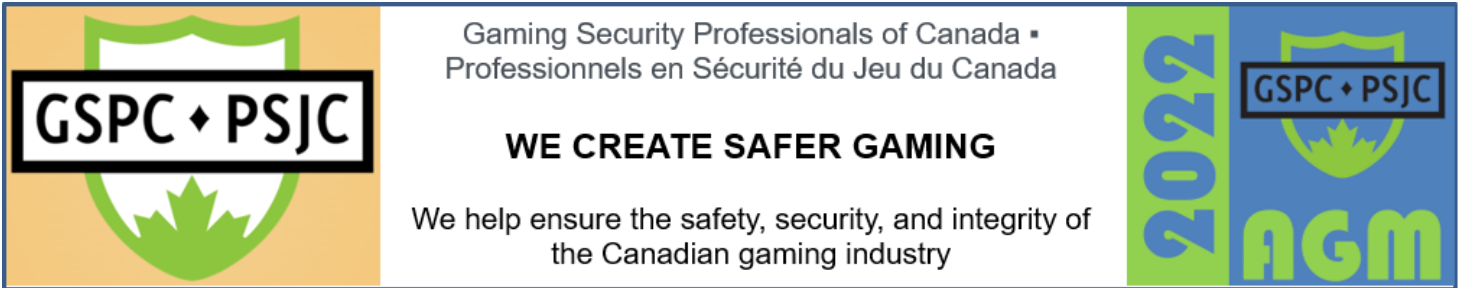 GSPC ♦ PSJC
Gaming Security Professionals of Canada ▪
Professionnels en Sécurité du Jeu du Canada
WE CREATE SAFER GAMING
We help ensure the safety, security, and integrity of
the Canadian gaming industry
2022
GSPC ♦ PSJC
AGM